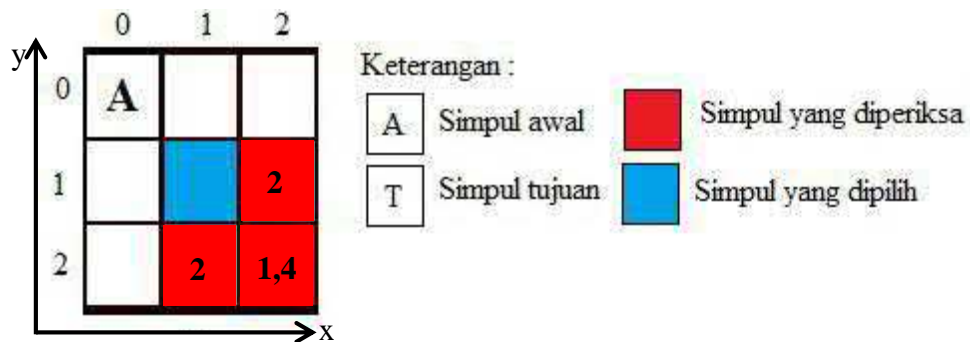 0 1 2
y
0 A
1 2
2 2 1,4
x
Keterangan :
A Simpul awal
Simpul yang diperiksa
T Simpul tujuan
Simpul yang dipilih